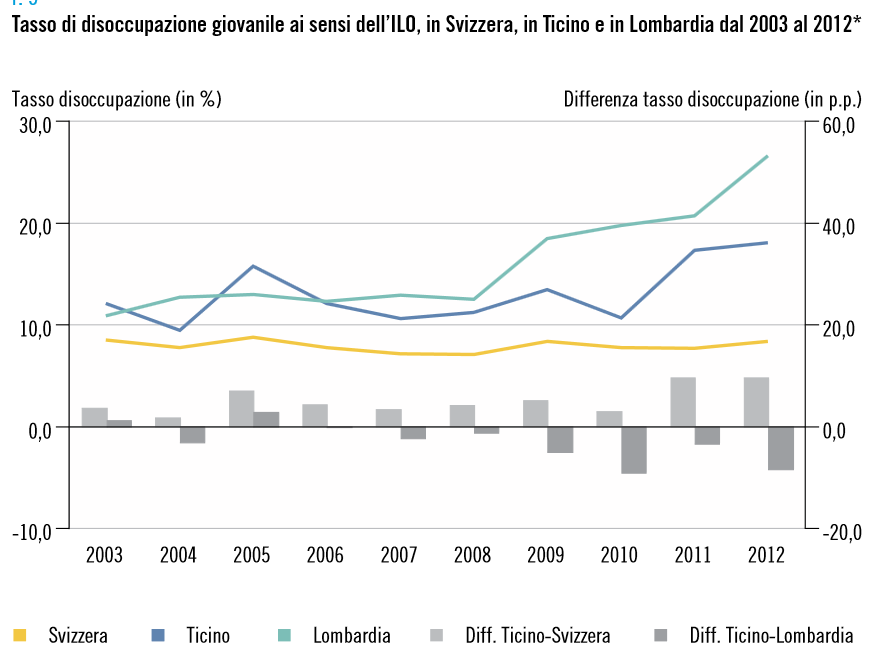 Tasso di disoccupazione giovanile ai sensi dell'ILO, in Svizzera, in Ticino e in Lombardia dal 2003 al 2012*
Tasso disoccupazione (in %) Differenza tasso disoccupazione (in p.p.)
30,0 60,0
20,0 40,0
10,0 20,0
0,0 0,0
-10,0 -20,0
2003 2004 2005 2006 2007 2008 2009 2010 2011 2012
Svizzera Ticino Lombardia Diff. Ticino-Svizzera Diff. Ticino-Lombardia